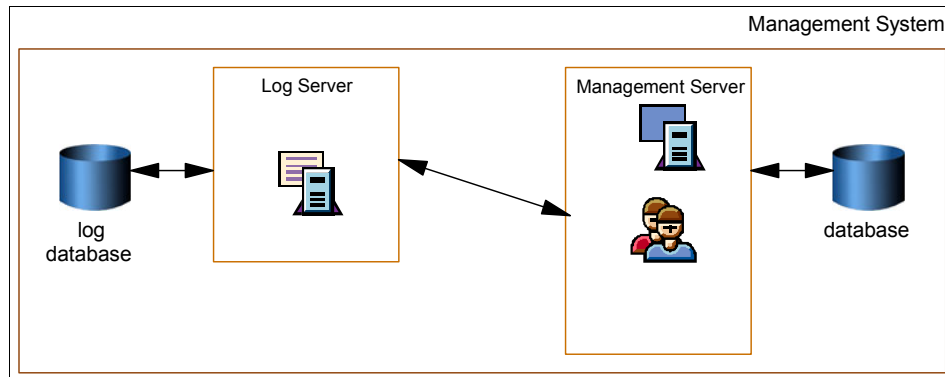 Management System
Log Server
Management Server
log
database
database